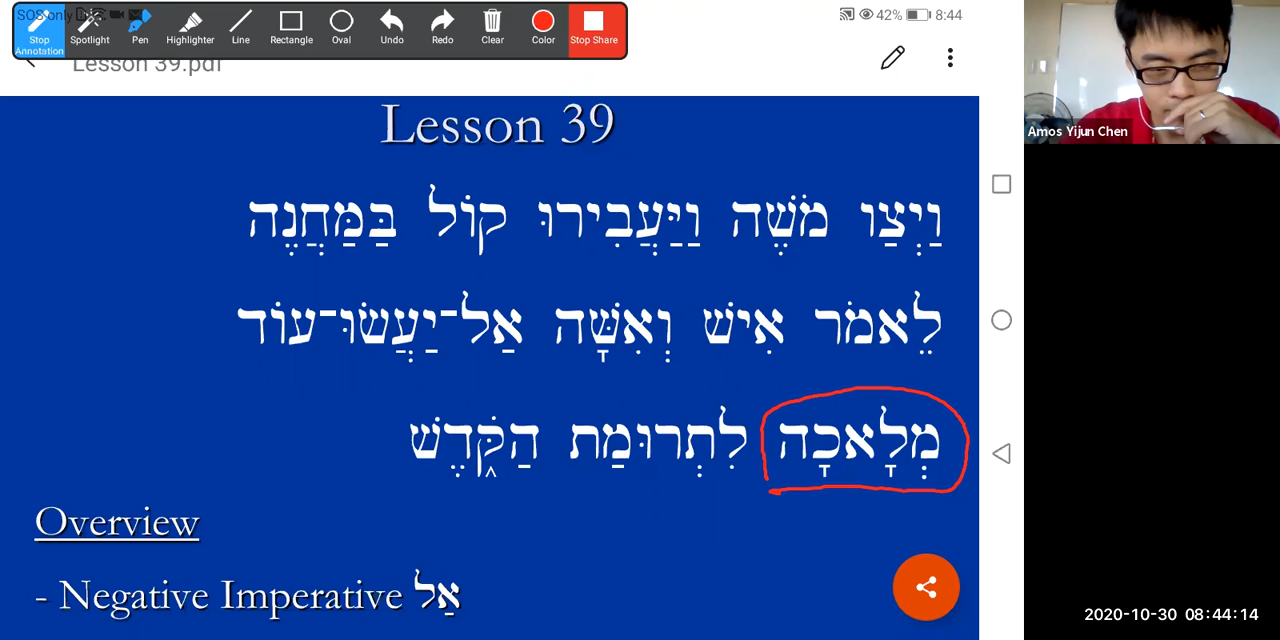 SOS only 42% 8:44
Stop Annotation Spotlight Pen Highlighter Line Rectangle Oval Undo Redo Clear Color Stop Share
Lesson 39.pdf
Amos Yijun Chen
Lesson 39
וַיְצַו מֹשֶׁה וַיַּעֲבִירוּ קוֹל בַּמַּחֲנֶה
לֵאמֹר אִישׁ וְאִשָּׁה אַל־יַעֲשׂוּ־עוֹד
מְלָאכָה לִתְרוּמַת הַקֹּ֑דֶשׁ
Overview
- Negative Imperative אַל
2020-10-30 08:44:14